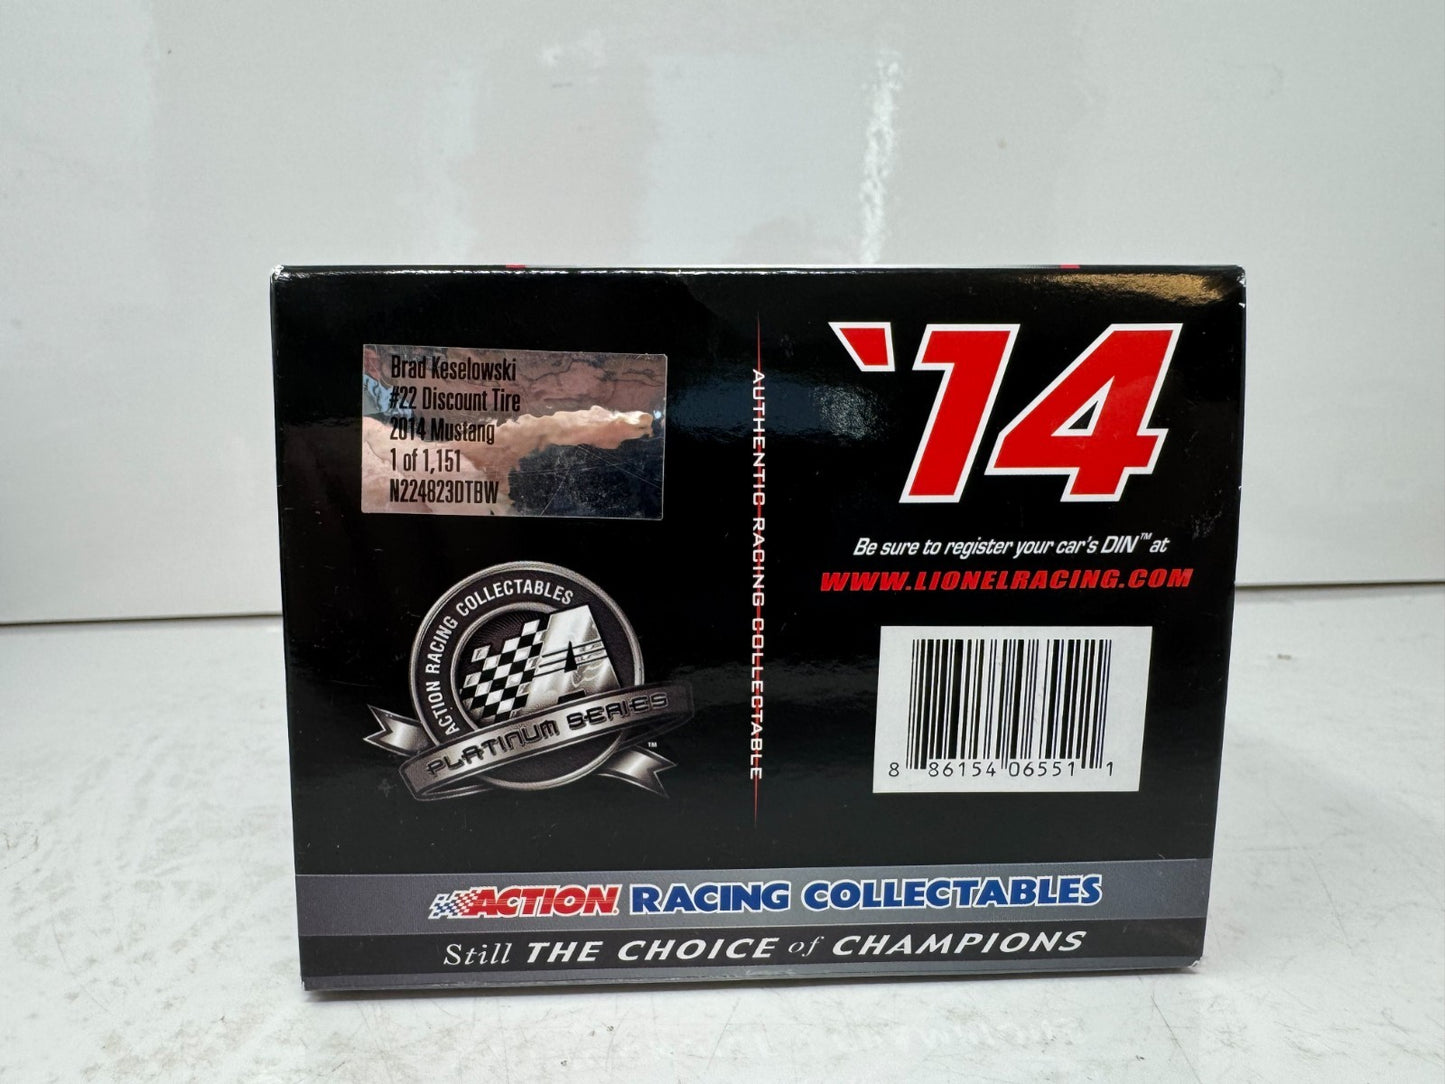 Brad Keselowski
#22 Discount Tire
2014 Mustang
1 of 1,151
N224823DTBW
ACTION RACING COLLECTABLES
A
PLATINUM SERIES™
AUTHENTIC RACING COLLECTABLE
'14
Be sure to register your car's DIN™ at
WWW.LIONELRACING.COM
8 86154 06551 1
ACTION RACING COLLECTABLES
Still THE CHOICE of CHAMPIONS